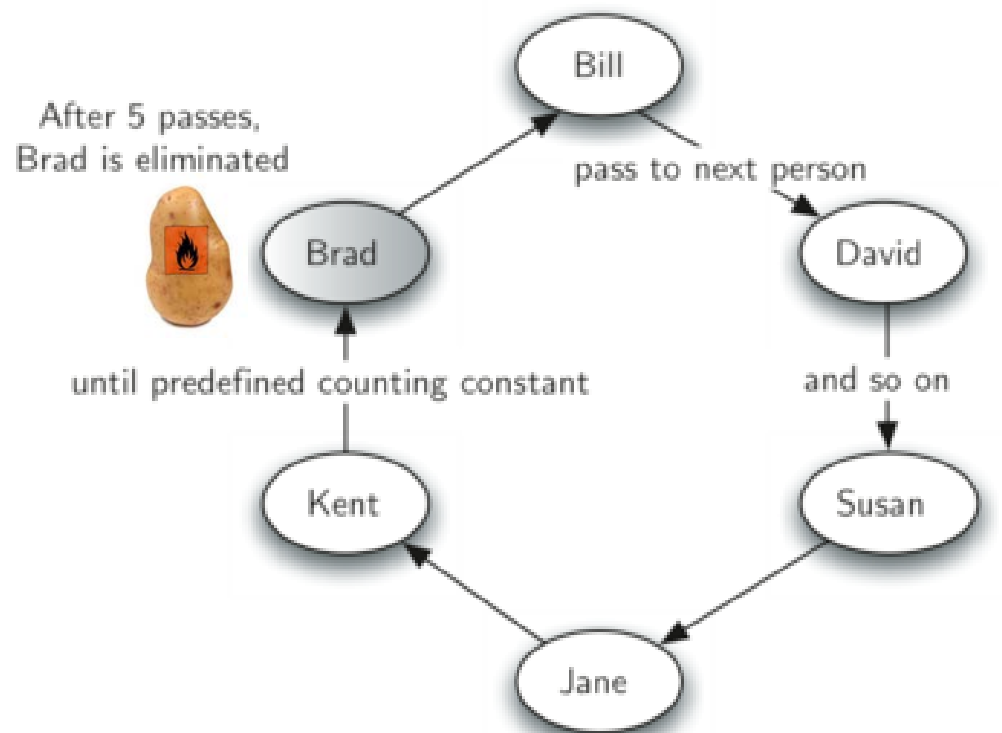 Bill
After 5 passes,
Brad is eliminated
pass to next person
Brad
David
until predefined counting constant
and so on
Kent
Susan
Jane